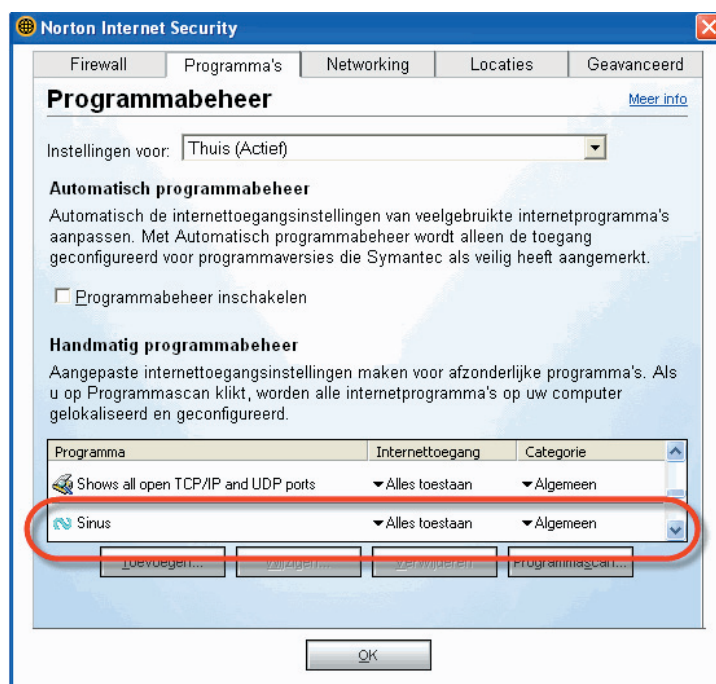 Norton Internet Security
Firewall Programma's Networking Locaties Geavanceerd
Programmabeheer Meer info
Instellingen voor: Thuis (Actief)
Automatisch programmabeheer
Automatisch de internettoegangsinstellingen van veelgebruikte internetprogramma's
aanpassen. Met Automatisch programmabeheer wordt alleen de toegang
geconfigureerd voor programmaversies die Symantec als veilig heeft aangemerkt.
Programmabeheer inschakelen
Handmatig programmabeheer
Aangepaste internettoegangsinstellingen maken voor afzonderlijke programma's. Als
u op Programmascan klikt, worden alle internetprogramma's op uw computer
gelokaliseerd en geconfigureerd.
Programma Internettoegang Categorie
Shows all open TCP/IP and UDP ports Alles toestaan Algemeen
Sinus Alles toestaan Algemeen
Toevoegen... Wijzigen... Verwijderen Programmascan...
OK